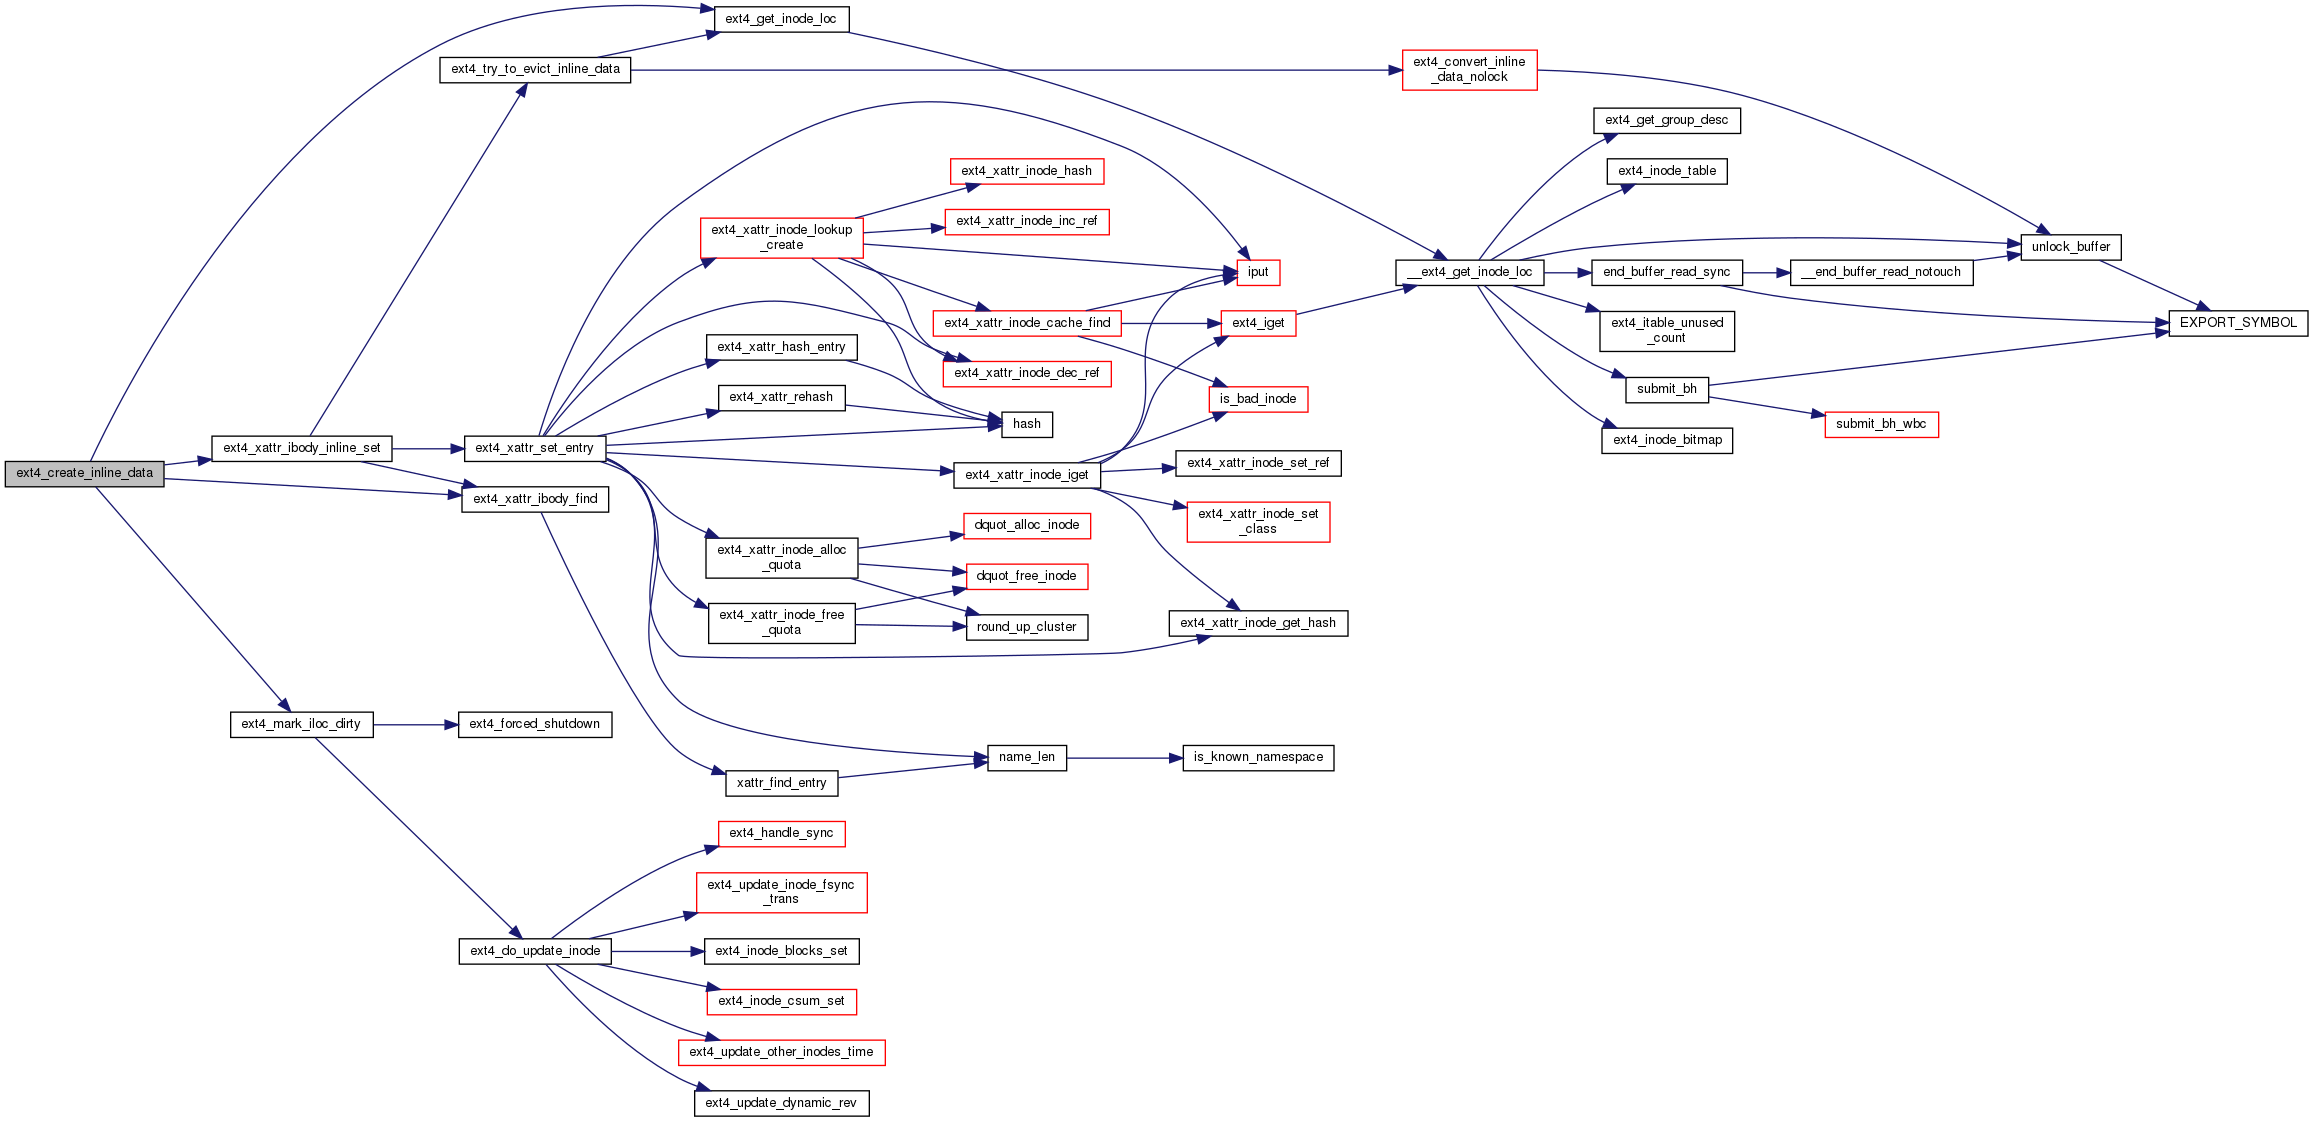 ext4_get_inode_loc
ext4_try_to_evict_inline_data
ext4_convert_inline
_data_nolock
ext4_get_group_desc
ext4_xattr_inode_hash
ext4_inode_table
ext4_xattr_inode_inc_ref
ext4_xattr_inode_lookup
_create
unlock_buffer
iput
__ext4_get_inode_loc
end_buffer_read_sync
__end_buffer_read_notouch
ext4_xattr_inode_cache_find
ext4_iget
ext4_itable_unused
_count
EXPORT_SYMBOL
ext4_xattr_hash_entry
ext4_xattr_inode_dec_ref
submit_bh
ext4_xattr_rehash
is_bad_inode
hash
submit_bh_wbc
ext4_inode_bitmap
ext4_xattr_ibody_inline_set
ext4_xattr_set_entry
ext4_xattr_inode_set_ref
ext4_create_inline_data
ext4_xattr_inode_iget
ext4_xattr_ibody_find
ext4_xattr_inode_set
_class
dquot_alloc_inode
ext4_xattr_inode_alloc
_quota
dquot_free_inode
ext4_xattr_inode_free
_quota
round_up_cluster
ext4_xattr_inode_get_hash
ext4_mark_iloc_dirty
ext4_forced_shutdown
name_len
is_known_namespace
xattr_find_entry
ext4_handle_sync
ext4_update_inode_fsync
_trans
ext4_do_update_inode
ext4_inode_blocks_set
ext4_inode_csum_set
ext4_update_other_inodes_time
ext4_update_dynamic_rev